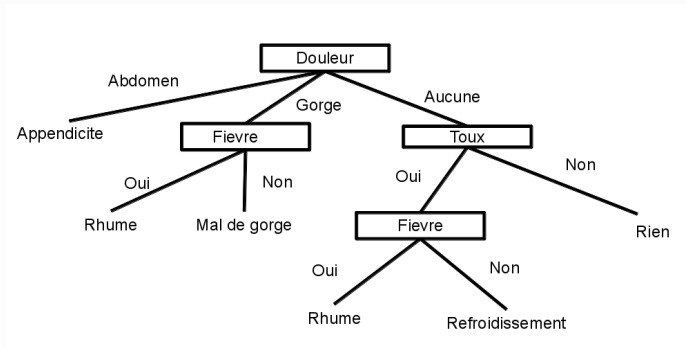 Douleur
Abdomen
Gorge
Aucune
Appendicite
Fievre
Toux
Oui
Non
Oui
Non
Rhume
Mal de gorge
Fievre
Rien
Oui
Non
Rhume
Refroidissement